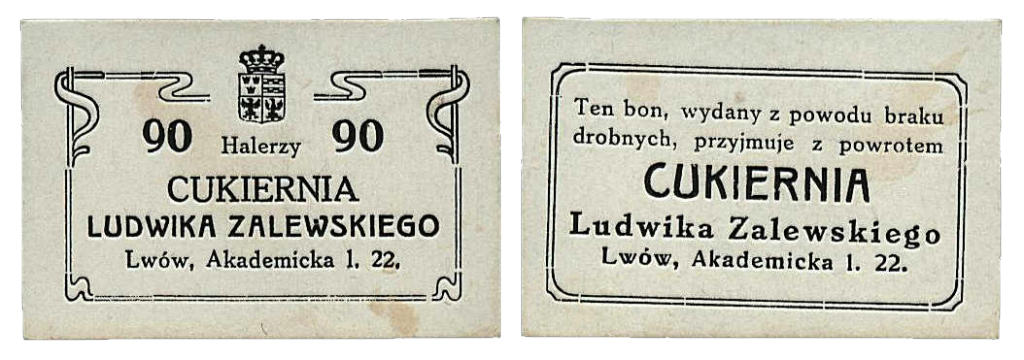 90 Halerzy 90
CUKIERNIA
LUDWIKA ZALEWSKIEGO
Lwów, Akademicka l. 22.
Ten bon, wydany z powodu braku
drobnych, przyjmuje z powrotem
CUKIERNIA
Ludwika Zalewskiego
Lwów, Akademicka l. 22.